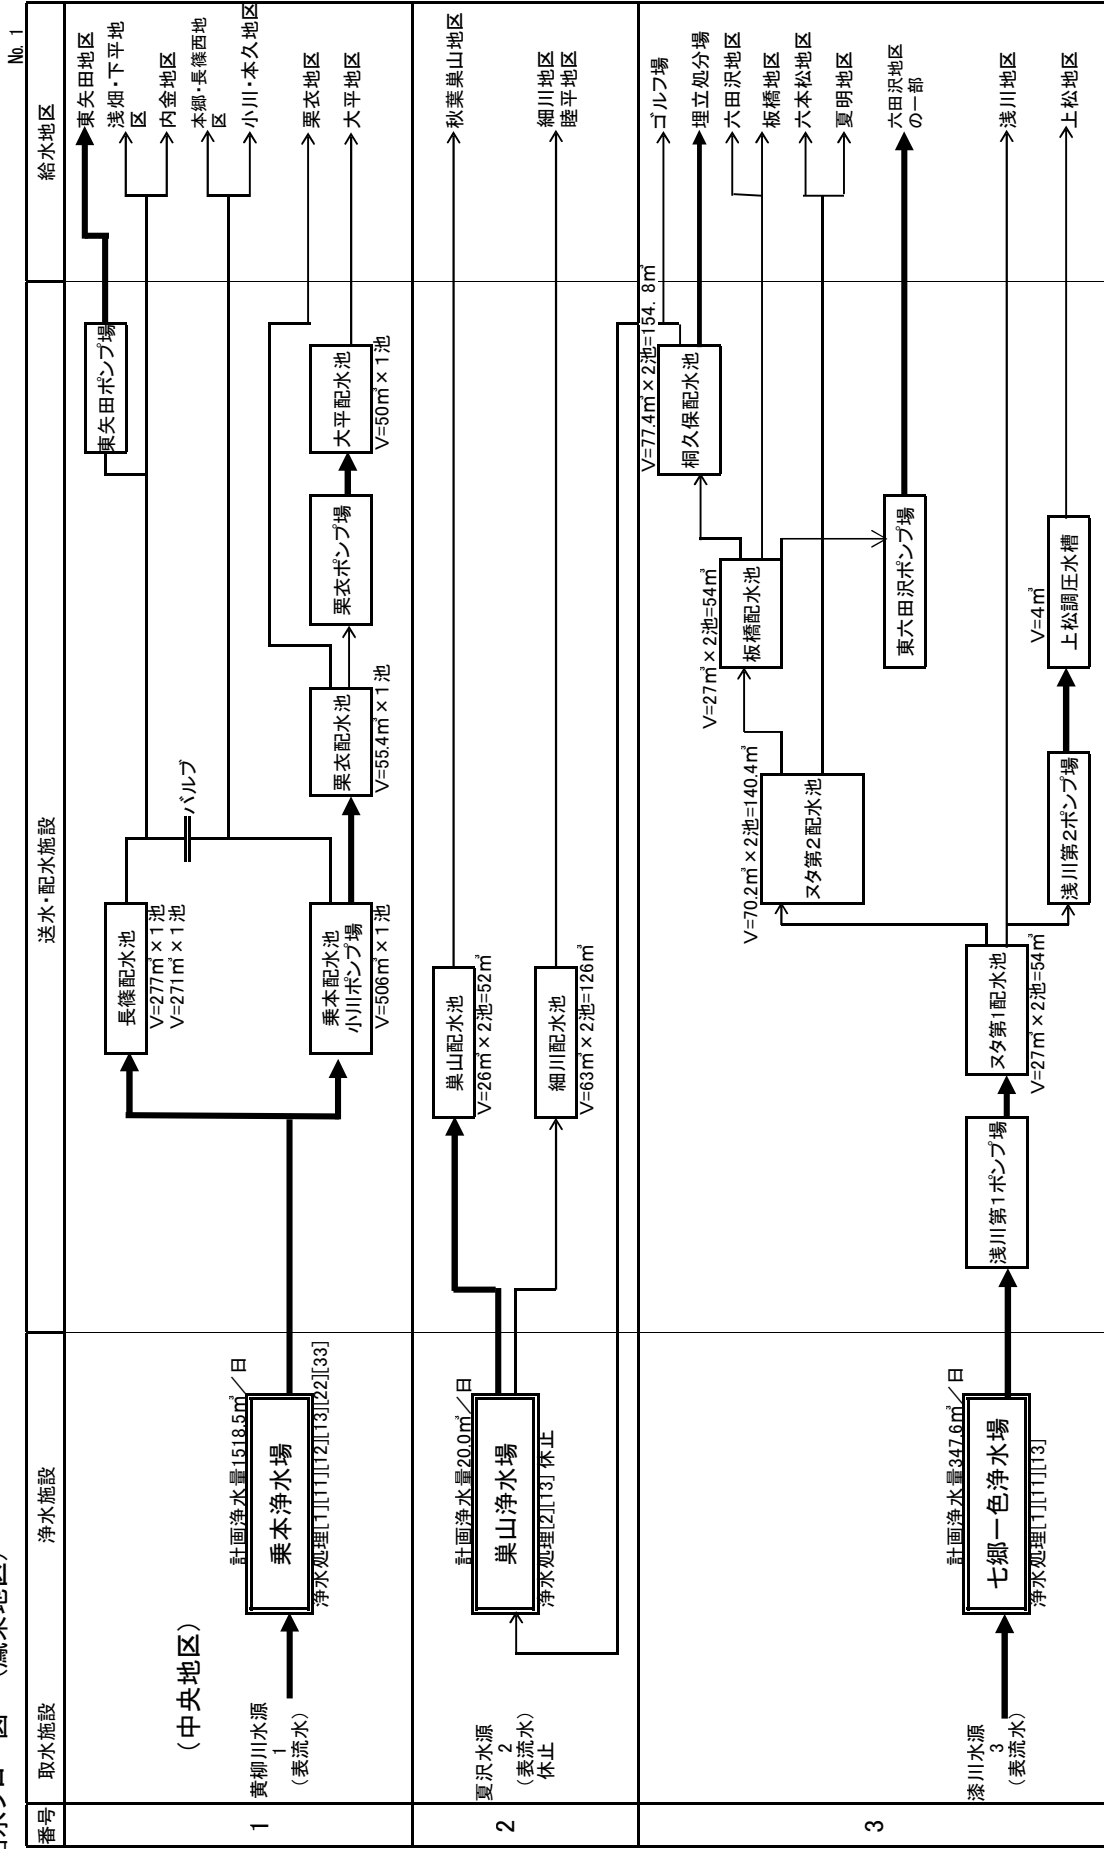 図 （鳳来地区）
No. 1
番号
取水施設
浄水施設
送水・配水施設
給水地区
1
（中央地区）
黄柳川水源
1
（表流水）
計画浄水量1518.5㎥／日
乗本浄水場
浄水処理[1][11][12][13][22][33]
長篠配水池
V=277㎥×1池
V=271㎥×1池
乗本配水池
小川ポンプ場
V=506㎥×1池
バルブ
栗衣配水池
V=55.4㎥×1池
栗衣ポンプ場
大平配水池
V=50㎥×1池
東矢田ポンプ場
東矢田地区
浅畑・下平地
区
内金地区
本郷・長篠西地
区
小川・本久地区
栗衣地区
大平地区
2
夏沢水源
2
（表流水）
休止
計画浄水量20.0㎥／日
巣山浄水場
浄水処理[2][13] 休止
巣山配水池
V=26㎥×2池=52㎥
細川配水池
V=63㎥×2池=126㎥
秋葉巣山地区
細川地区
睦平地区
3
漆川水源
3
（表流水）
計画浄水量347.6㎥／日
七郷一色浄水場
浄水処理[1][11][13]
浅川第1ポンプ場
ヌタ第1配水池
V=27㎥×2池=54㎥
ヌタ第2配水池
V=70.2㎥×2池=140.4㎥
浅川第2ポンプ場
上松調圧水槽
V=4㎥
板橋配水池
V=27㎥×2池=54㎥
東六田沢ポンプ場
桐久保配水池
V=77.4㎥×2池=154.8㎥
ゴルフ場
埋立処分場
六田沢地区
板橋地区
六本松地区
夏明地区
六田沢地区
の一部
浅川地区
上松地区